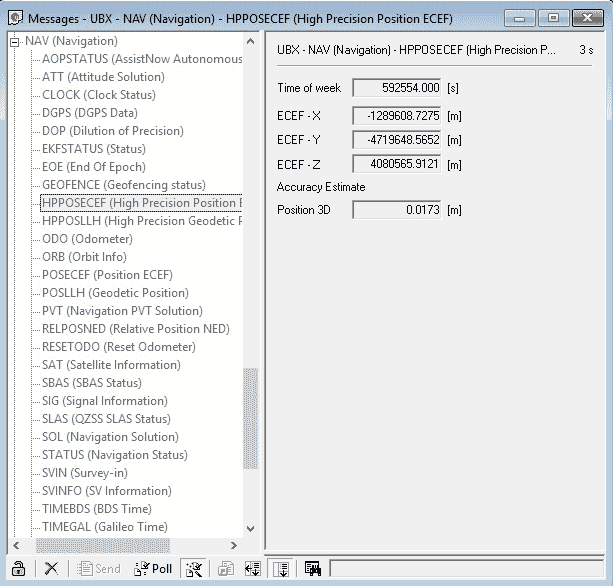 Messages - UBX - NAV (Navigation) - HPPOSECEF (High Precision Position ECEF)
NAV (Navigation)
AOPSTATUS (AssistNow Autonomous
ATT (Attitude Solution)
CLOCK (Clock Status)
DGPS (DGPS Data)
DOP (Dilution of Precision)
EKFSTATUS (Status)
EOE (End Of Epoch)
GEOFENCE (Geofencing status)
HPPOSECEF (High Precision Position E
HPPOSLLH (High Precision Geodetic P
ODO (Odometer)
ORB (Orbit Info)
POSECEF (Position ECEF)
POSLLH (Geodetic Position)
PVT (Navigation PVT Solution)
RELPOSNED (Relative Position NED)
RESETODO (Reset Odometer)
SAT (Satellite Information)
SBAS (SBAS Status)
SIG (Signal Information)
SLAS (QZSS SLAS Status)
SOL (Navigation Solution)
STATUS (Navigation Status)
SVIN (Survey-in)
SVINFO (SV Information)
TIMEBDS (BDS Time)
TIMEGAL (Galileo Time)
UBX - NAV (Navigation) - HPPOSECEF (High Precision P... 3 s
Time of week 592554.000 [s]
ECEF - X -1289608.7275 [m]
ECEF - Y -4719648.5652 [m]
ECEF - Z 4080565.9121 [m]
Accuracy Estimate
Position 3D 0.0173 [m]
Send Poll